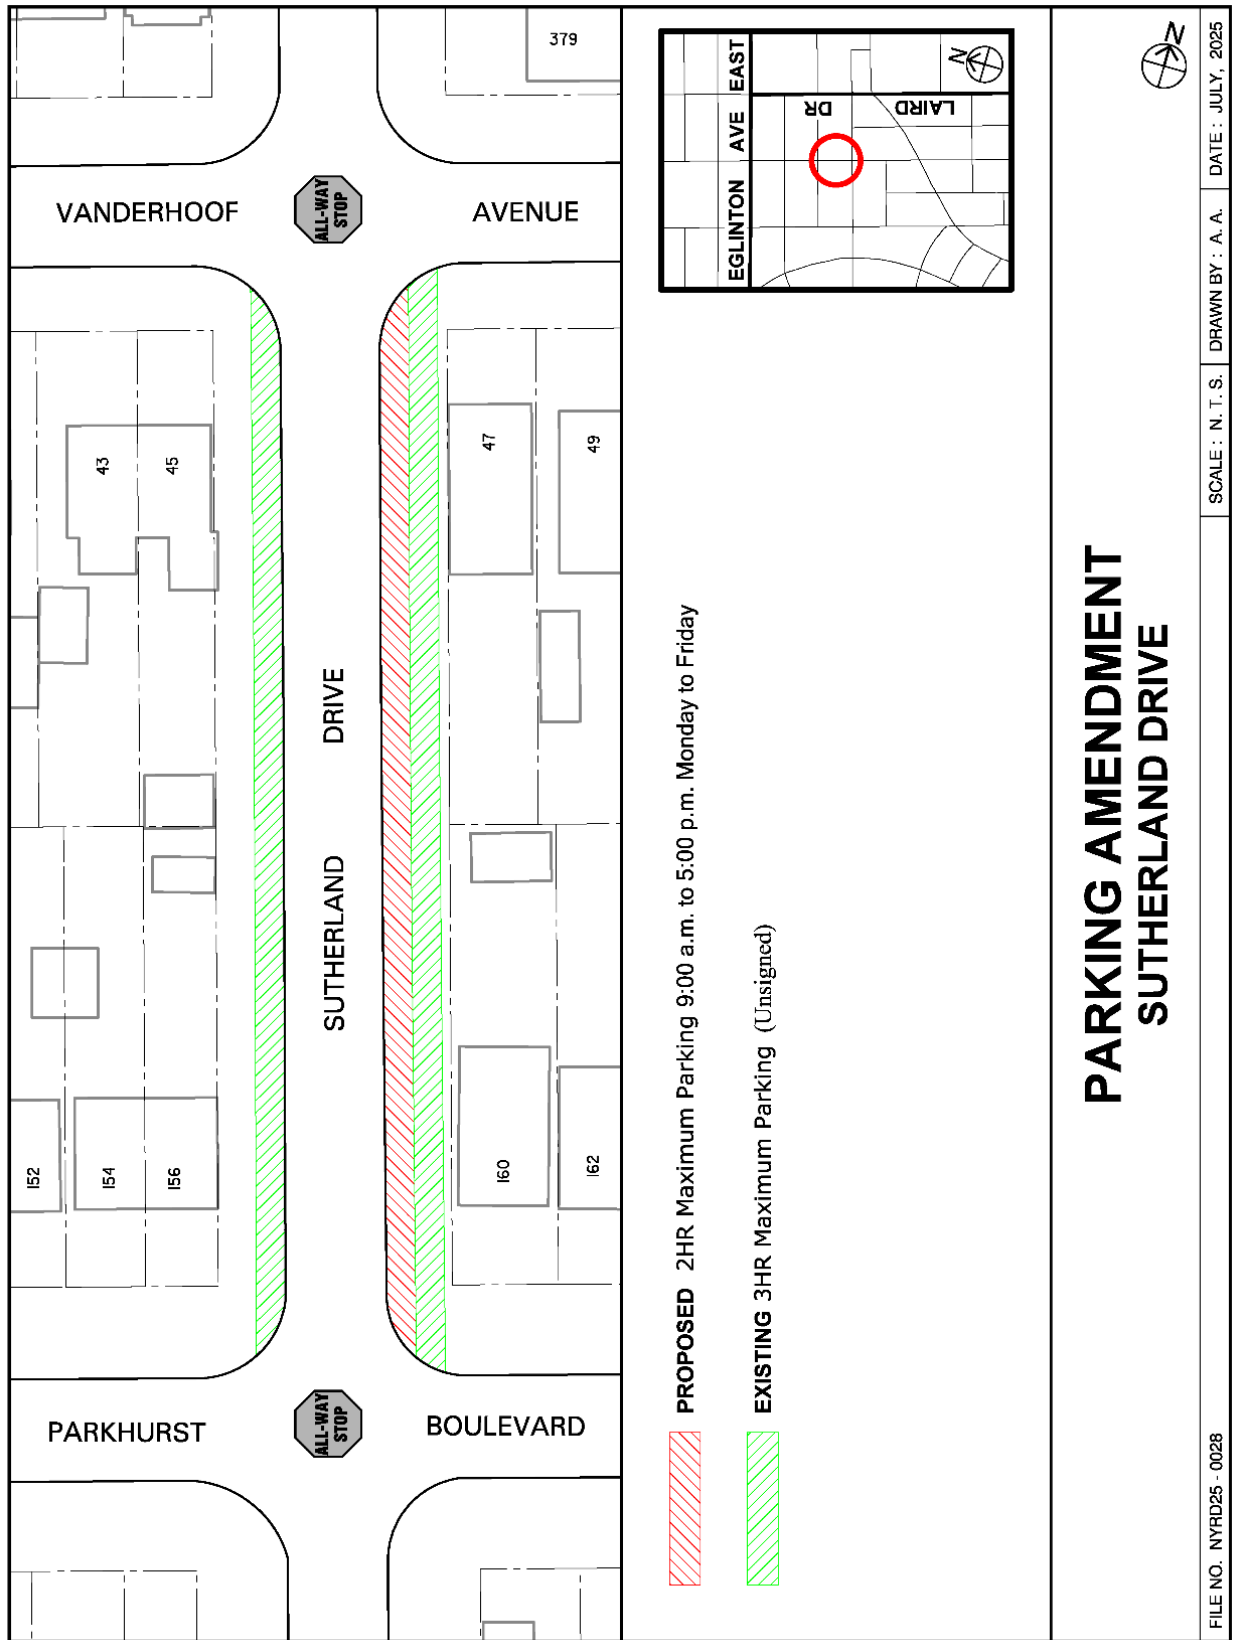 379
VANDERHOOF AVENUE
ALL-WAY
STOP
43
45
47
49
SUTHERLAND DRIVE
152
154
156
160
162
PARKHURST BOULEVARD
ALL-WAY
STOP
EGLINTON AVE EAST
LAIRD DR
N
PROPOSED 2HR Maximum Parking 9:00 a.m. to 5:00 p.m. Monday to Friday
EXISTING 3HR Maximum Parking (Unsigned)
PARKING AMENDMENT
SUTHERLAND DRIVE
N
FILE NO. NYRD25 - 0028
SCALE : N. T. S.
DRAWN BY : A. A.
DATE : JULY, 2025